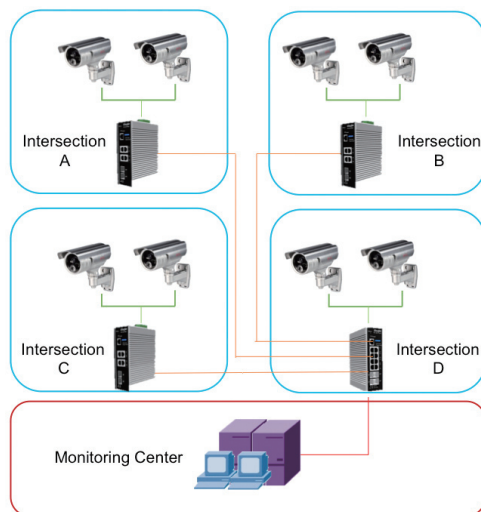 Intersection
A
Intersection
B
Intersection
C
Intersection
D
Monitoring Center